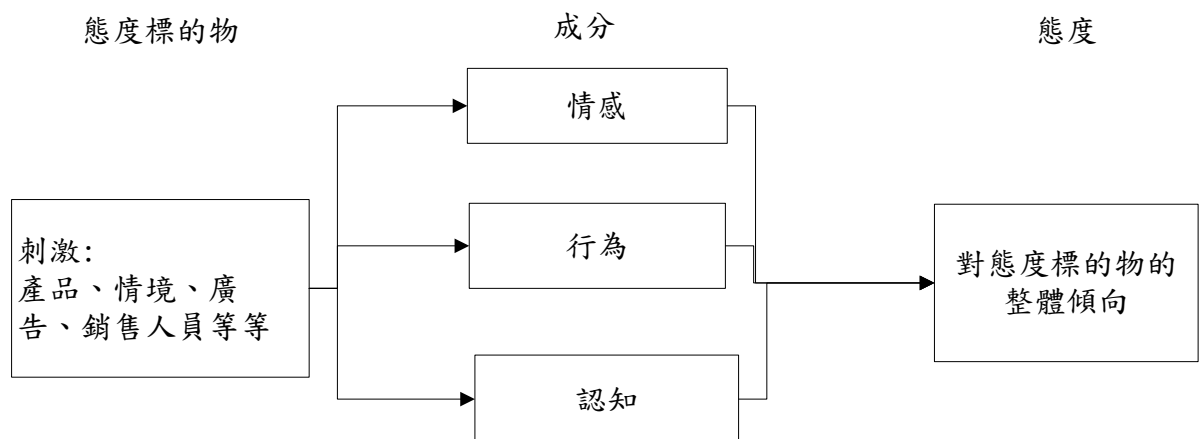 態度標的物
成分
態度
情感
刺激:
產品、情境、廣
告、銷售人員等等
行為
對態度標的物的
整體傾向
認知